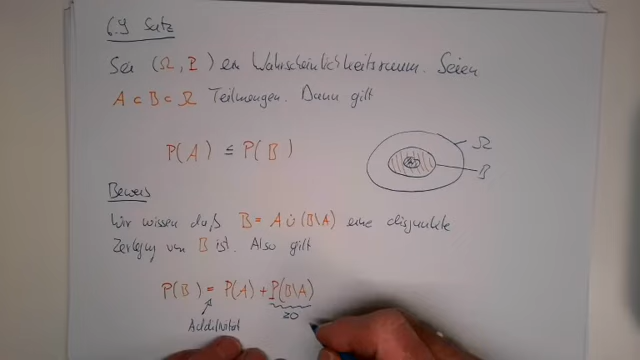 6.9 Satz
Sei (Ω, P) ein Wahrscheinlichkeitsraum. Seien
A ⊂ B ⊂ Ω Teilmengen. Dann gilt
P(A) ≤ P(B)
Ω
A
B
Beweis
Wir wissen daß B = A ∪̇ (B\A) eine disjunkte
Zerlegung von B ist. Also gilt
P(B) = P(A) + P(B\A)
≥0
Additivität